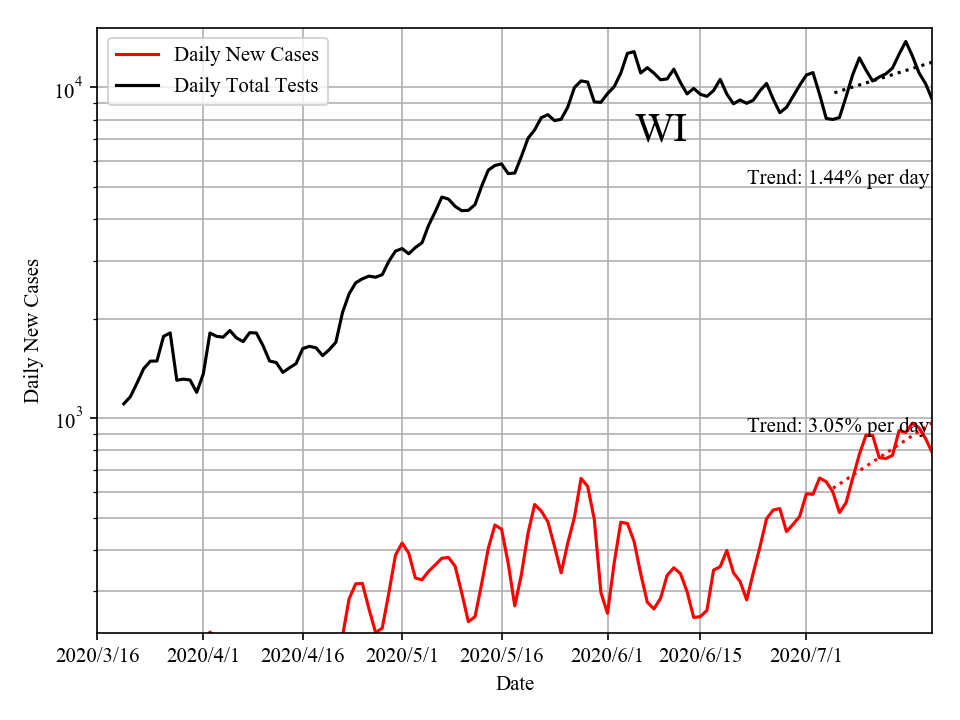 Daily New Cases
Daily Total Tests
10^4
WI
Trend: 1.44% per day
Daily New Cases
10^3
Trend: 3.05% per day
2020/3/16 2020/4/1 2020/4/16 2020/5/1 2020/5/16 2020/6/1 2020/6/15 2020/7/1
Date